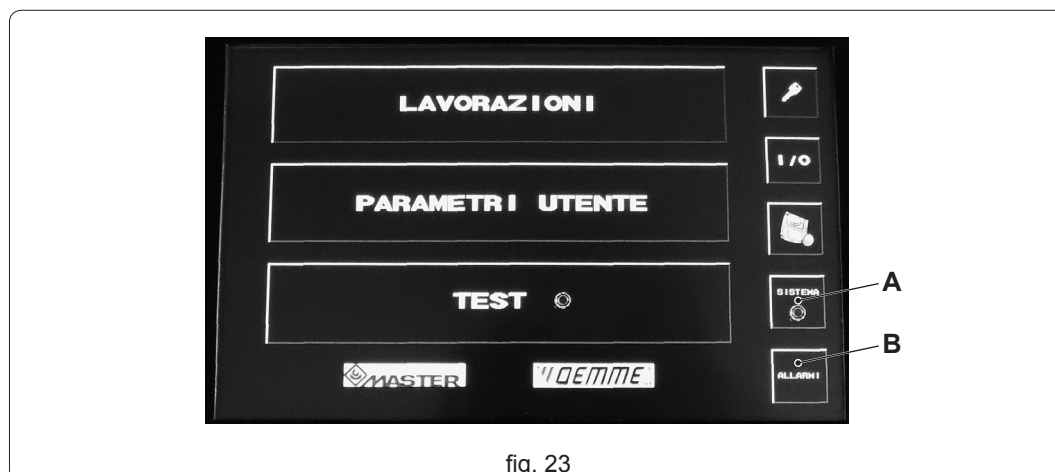 LAVORAZIONI
I/O
PARAMETRI UTENTE
TEST
SISTEMA
A
ALLARMI
B
MASTER
OEMME
fig. 23